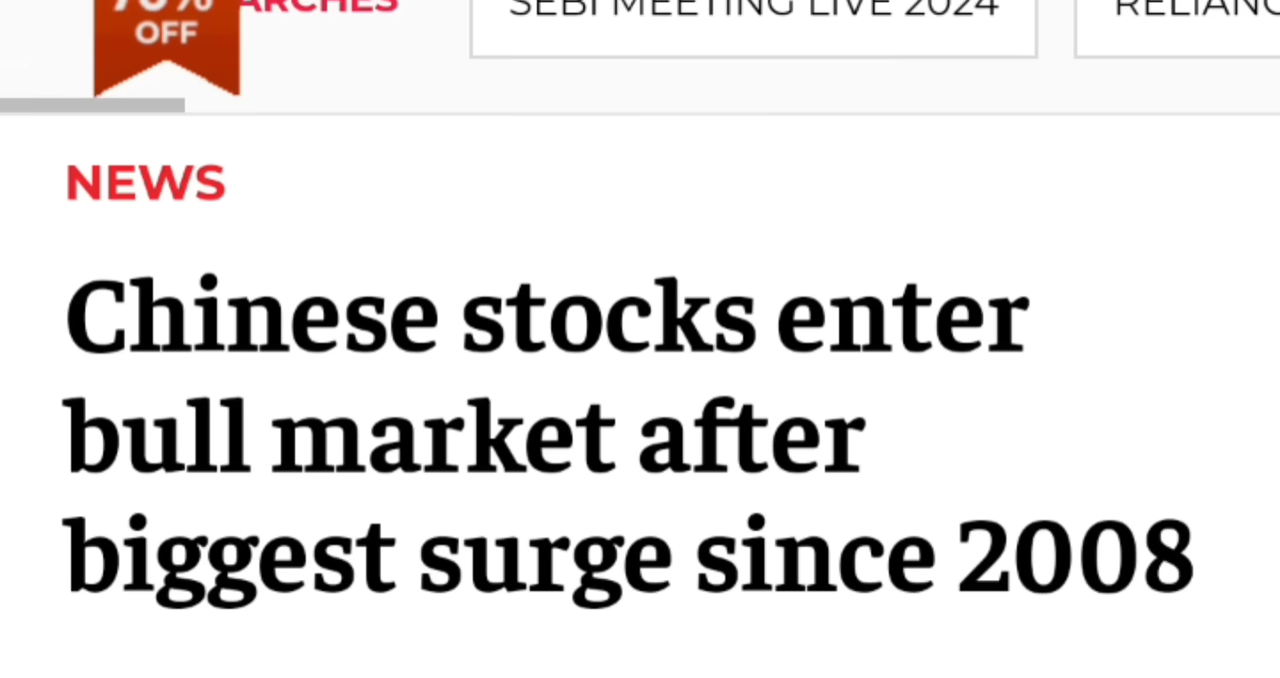 OFF
SEBI MEETING LIVE 2024
NEWS
Chinese stocks enter
bull market after
biggest surge since 2008